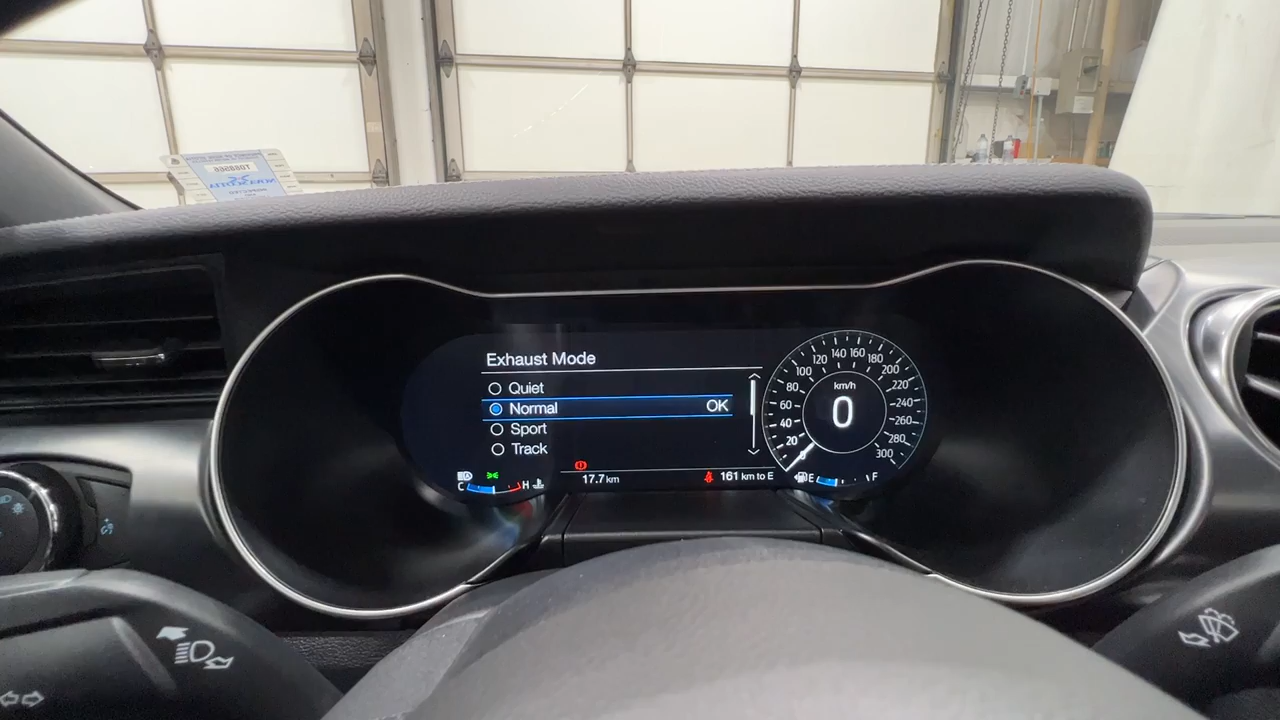 Exhaust Mode
Quiet
Normal OK
Sport
Track
17.7 km
161 km to E
C H
E F
km/h
0
0 20 40 60 80 100 120 140 160 180 200 220 240 260 280 300